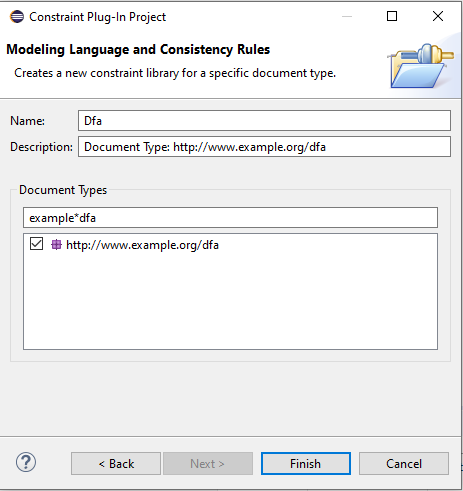 Constraint Plug-In Project
Modeling Language and Consistency Rules
Creates a new constraint library for a specific document type.
Name: Dfa
Description: Document Type: http://www.example.org/dfa
Document Types
example*dfa
http://www.example.org/dfa
? < Back Next > Finish Cancel